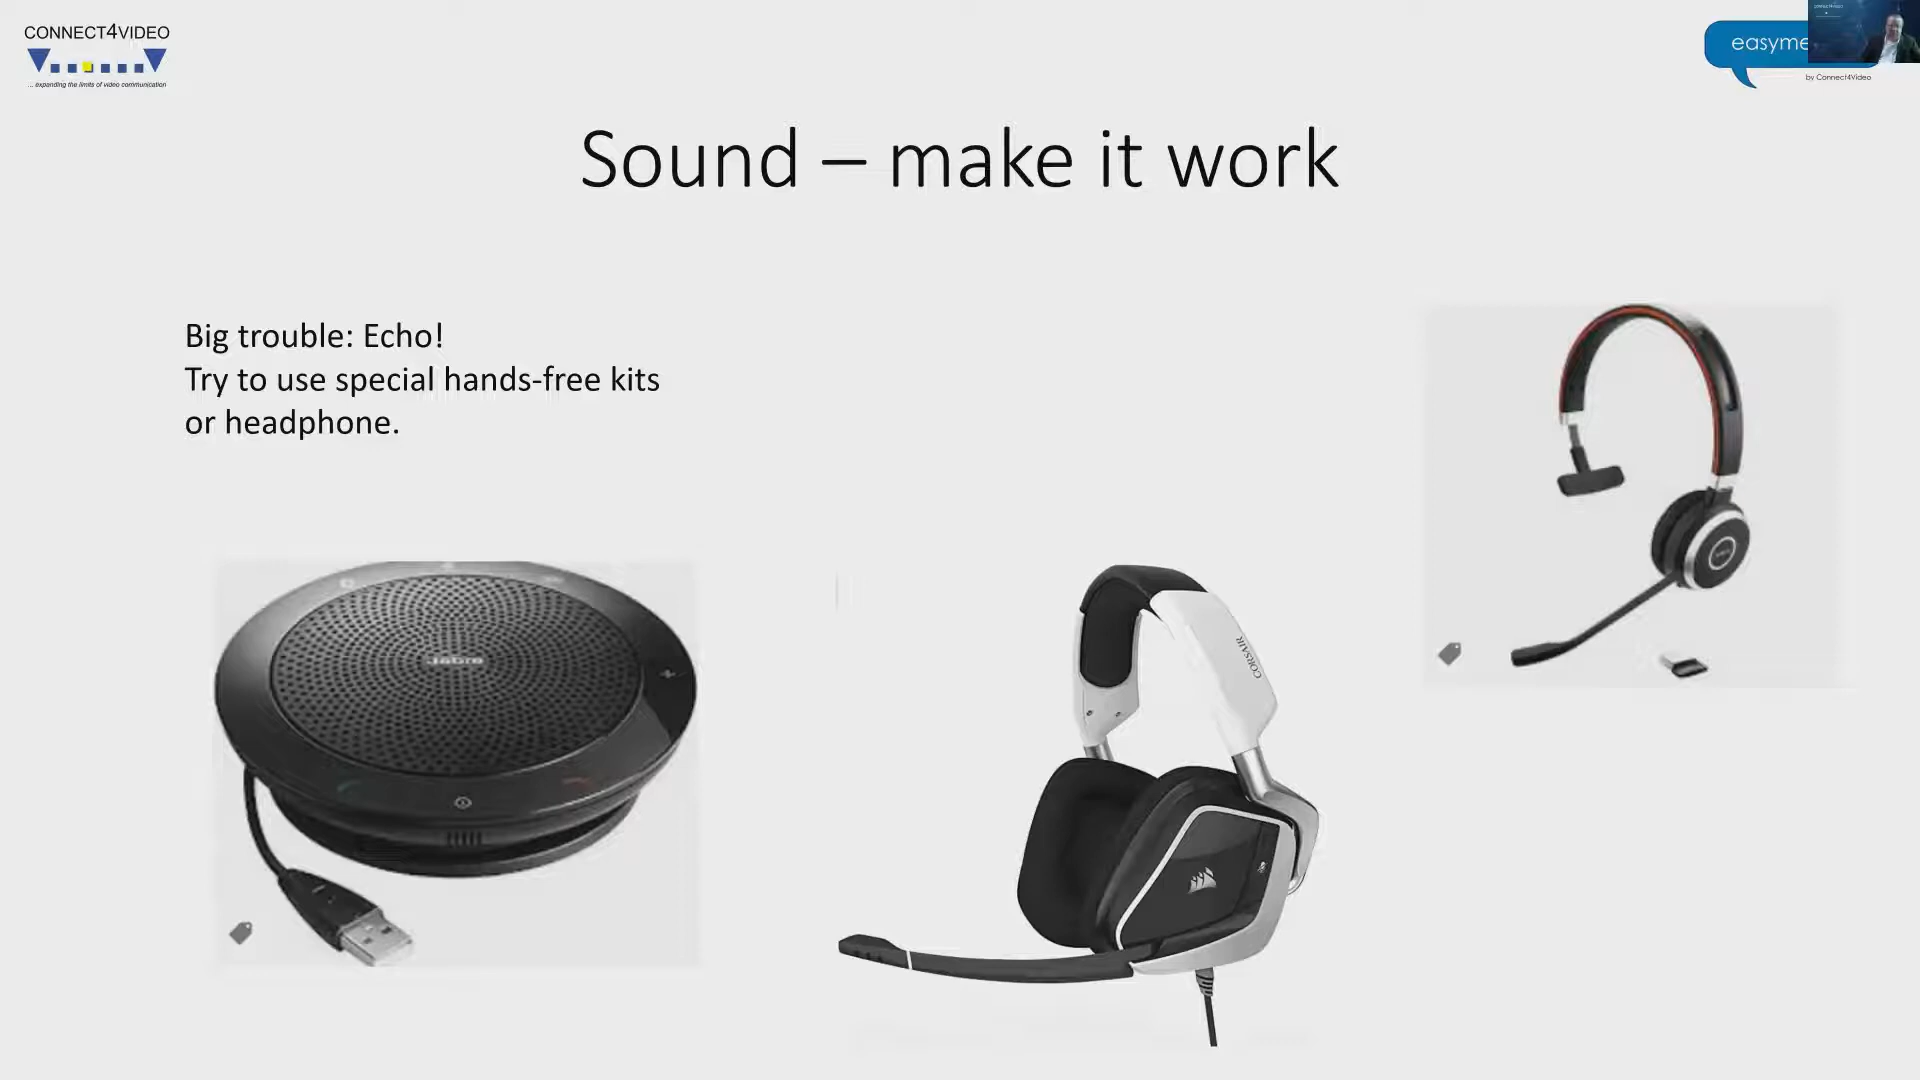 CONNECT4VIDEO
... expanding the limits of video communication
easyme
by Connect4Video
Sound – make it work
Big trouble: Echo!
Try to use special hands-free kits
or headphone.
Jabra
CORSAIR